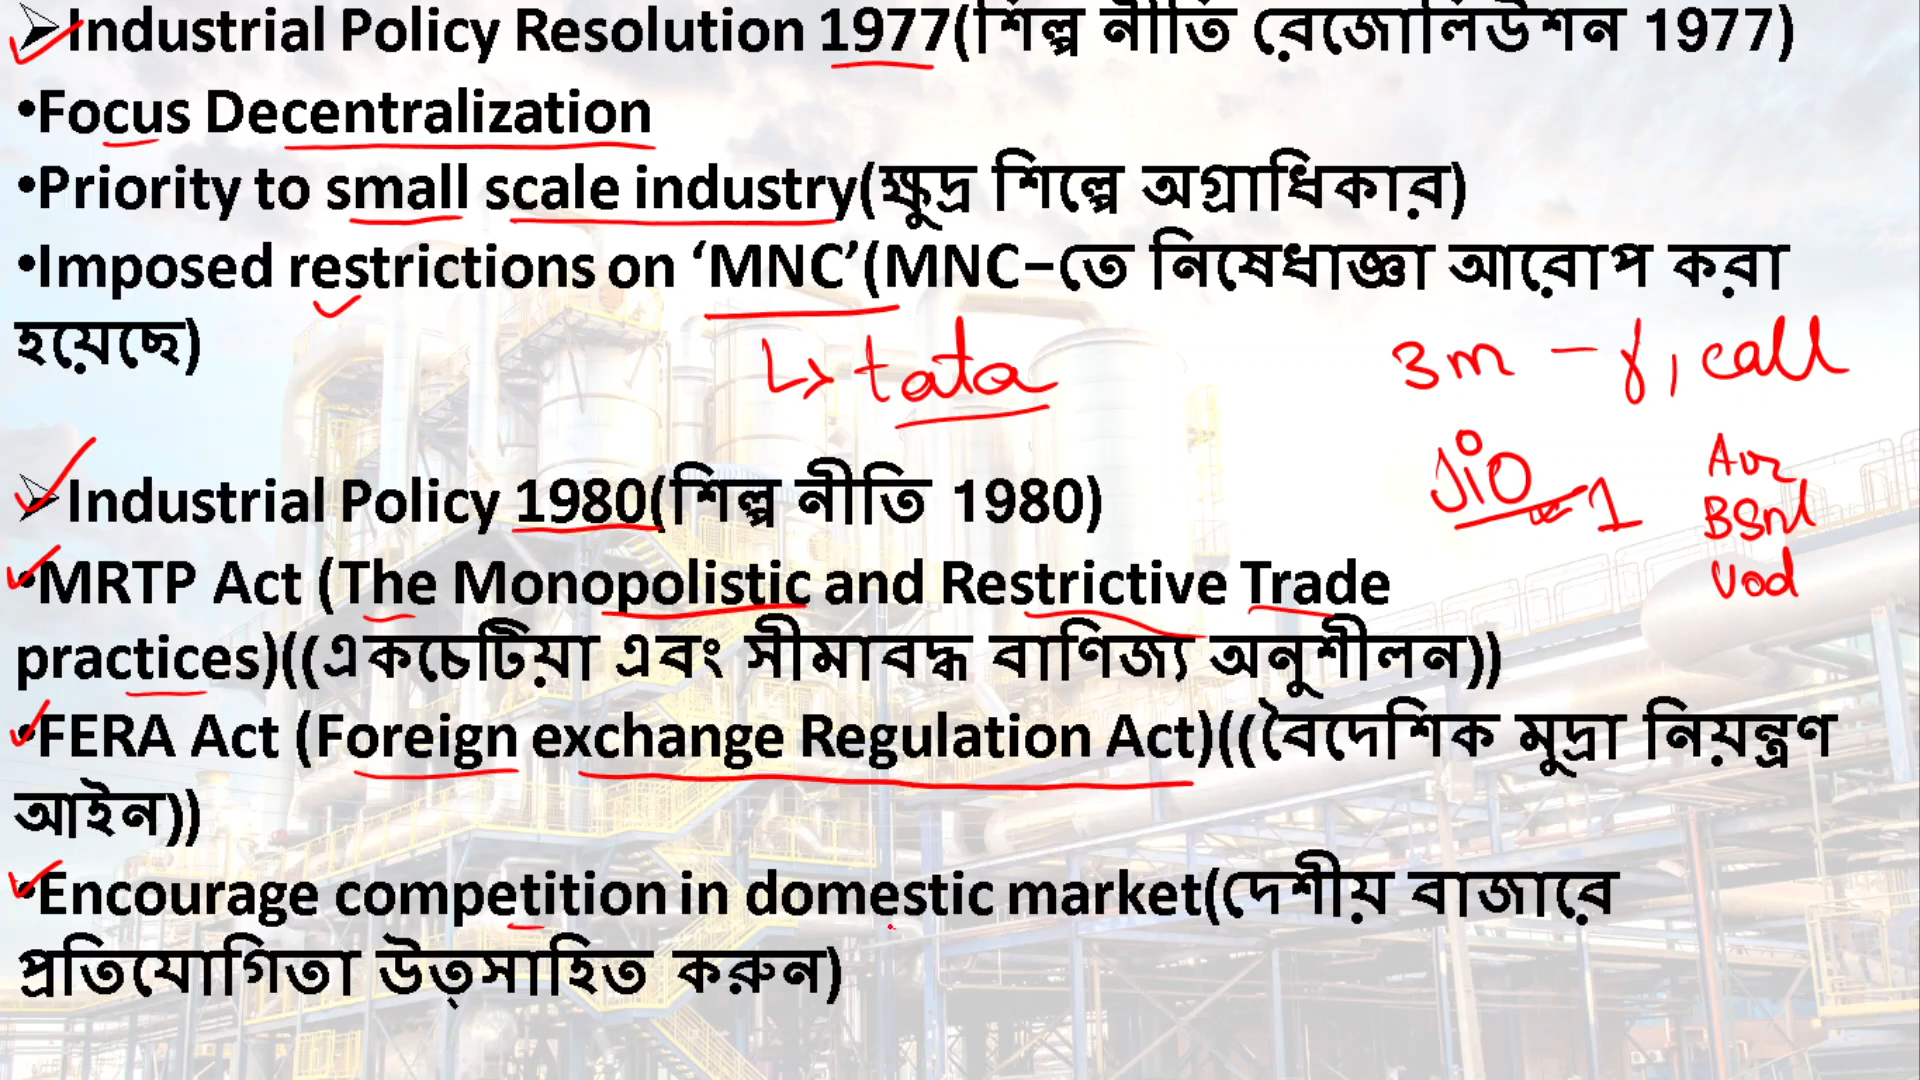 ➢Industrial Policy Resolution 1977(শিল্প নীতি রেজোলিউশন 1977)
•Focus Decentralization
•Priority to small scale industry(ক্ষুদ্র শিল্পে অগ্রাধিকার)
•Imposed restrictions on ‘MNC’(MNC-তে নিষেধাজ্ঞা আরোপ করা
হয়েছে)
↳ tata
3m - , call
Jio 1
BSnl
Vod
➢Industrial Policy 1980(শিল্প নীতি 1980)
•MRTP Act (The Monopolistic and Restrictive Trade
practices)((একচেটিয়া এবং সীমাবদ্ধ বাণিজ্য অনুশীলন))
•FERA Act (Foreign exchange Regulation Act)((বৈদেশিক মুদ্রা নিয়ন্ত্রণ
আইন))
•Encourage competition in domestic market(দেশীয় বাজারে
প্রতিযোগিতা উত্সাহিত করুন)